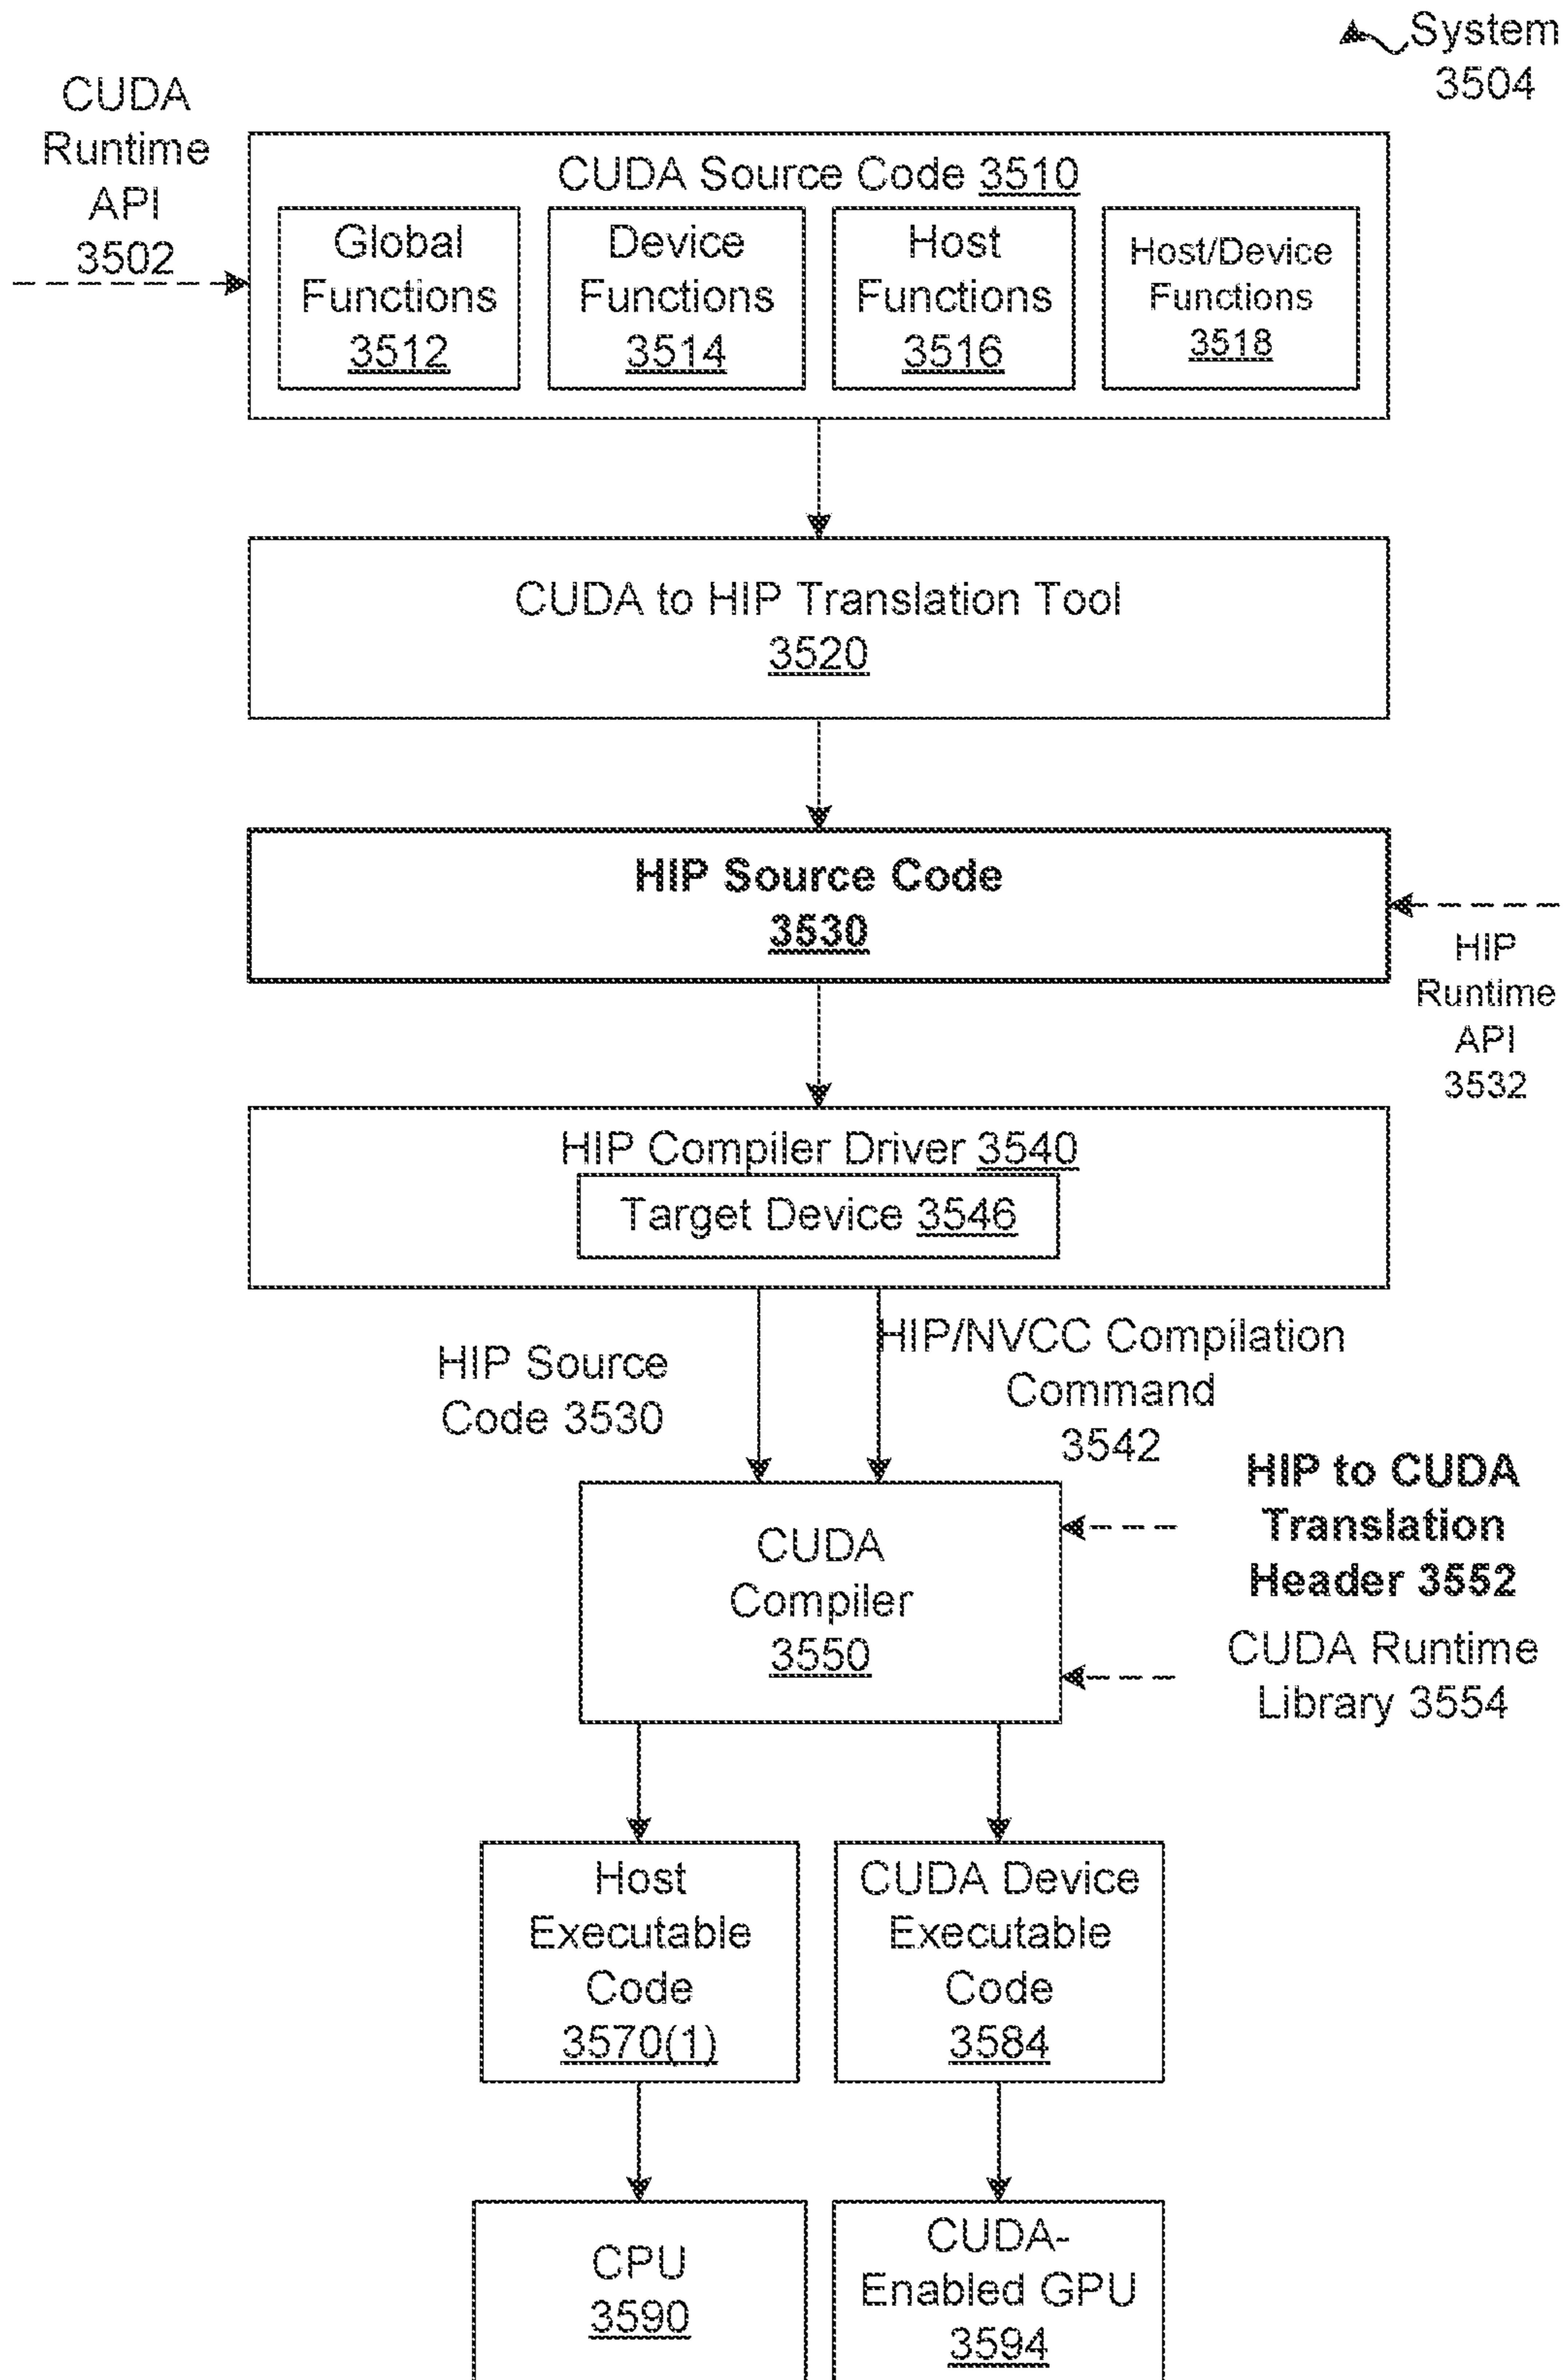 System
3504
CUDA
Runtime
API
3502
CUDA Source Code 3510
Global
Functions
3512
Device
Functions
3514
Host
Functions
3516
Host/Device
Functions
3518
CUDA to HIP Translation Tool
3520
HIP Source Code
3530
HIP
Runtime
API
3532
HIP Compiler Driver 3540
Target Device 3546
HIP Source
Code 3530
HIP/NVCC Compilation
Command
3542
HIP to CUDA
Translation
Header 3552
CUDA Runtime
Library 3554
CUDA
Compiler
3550
Host
Executable
Code
3570(1)
CUDA Device
Executable
Code
3584
CPU
3590
CUDA-
Enabled GPU
3594